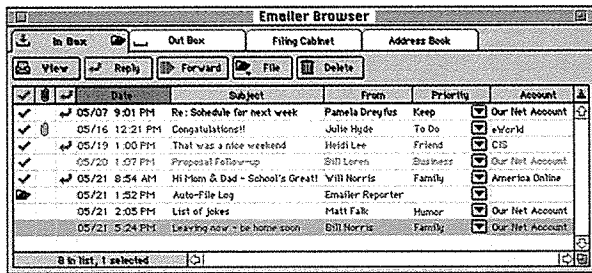 Emailer Browser
In Box Out Box Filing Cabinet Address Book
View Reply Forward File Delete
Date Subject From Priority Account
05/07 9:01 PM Re: Schedule for next week Pamela Dreyfus Keep Our Net Account
05/16 12:21 PM Congatulations!! Julie Hyde To Do eWorld
05/19 1:00 PM That was a nice weekend Heidi Lee Friend CIS
05/20 1:07 PM Proposal Follow-up Bill Loren Business Our Net Account
05/21 8:54 AM Hi Mom & Dad - School's Great! Will Norris Family America Online
05/21 1:52 PM Auto-File Log Emailer Reporter
05/21 2:05 PM List of jokes Matt Falk Humor Our Net Account
05/21 5:24 PM Leaving now - be home soon Bill Norris Family Our Net Account
8 in list, 1 selected